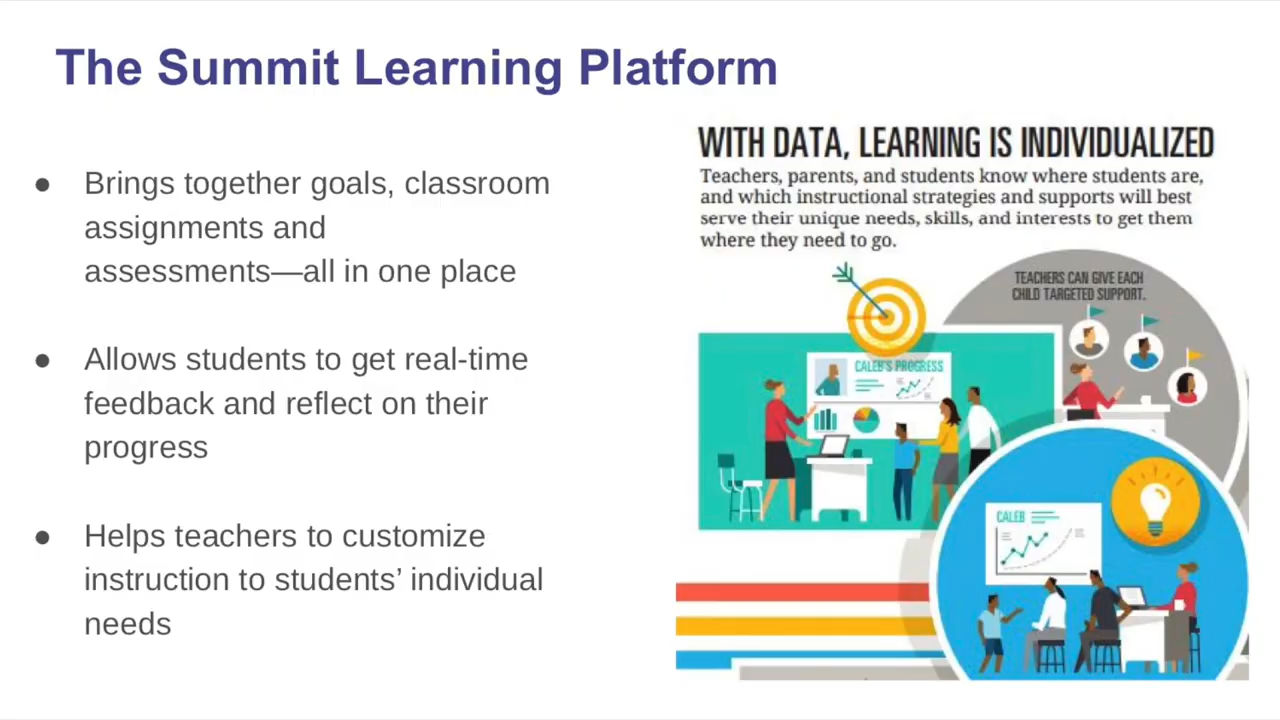 The Summit Learning Platform
● Brings together goals, classroom
assignments and
assessments—all in one place
● Allows students to get real-time
feedback and reflect on their
progress
● Helps teachers to customize
instruction to students’ individual
needs
WITH DATA, LEARNING IS INDIVIDUALIZED
Teachers, parents, and students know where students are,
and which instructional strategies and supports will best
serve their unique needs, skills, and interests to get them
where they need to go.
TEACHERS CAN GIVE EACH
CHILD TARGETED SUPPORT.
CALEB'S PROGRESS
CALEB